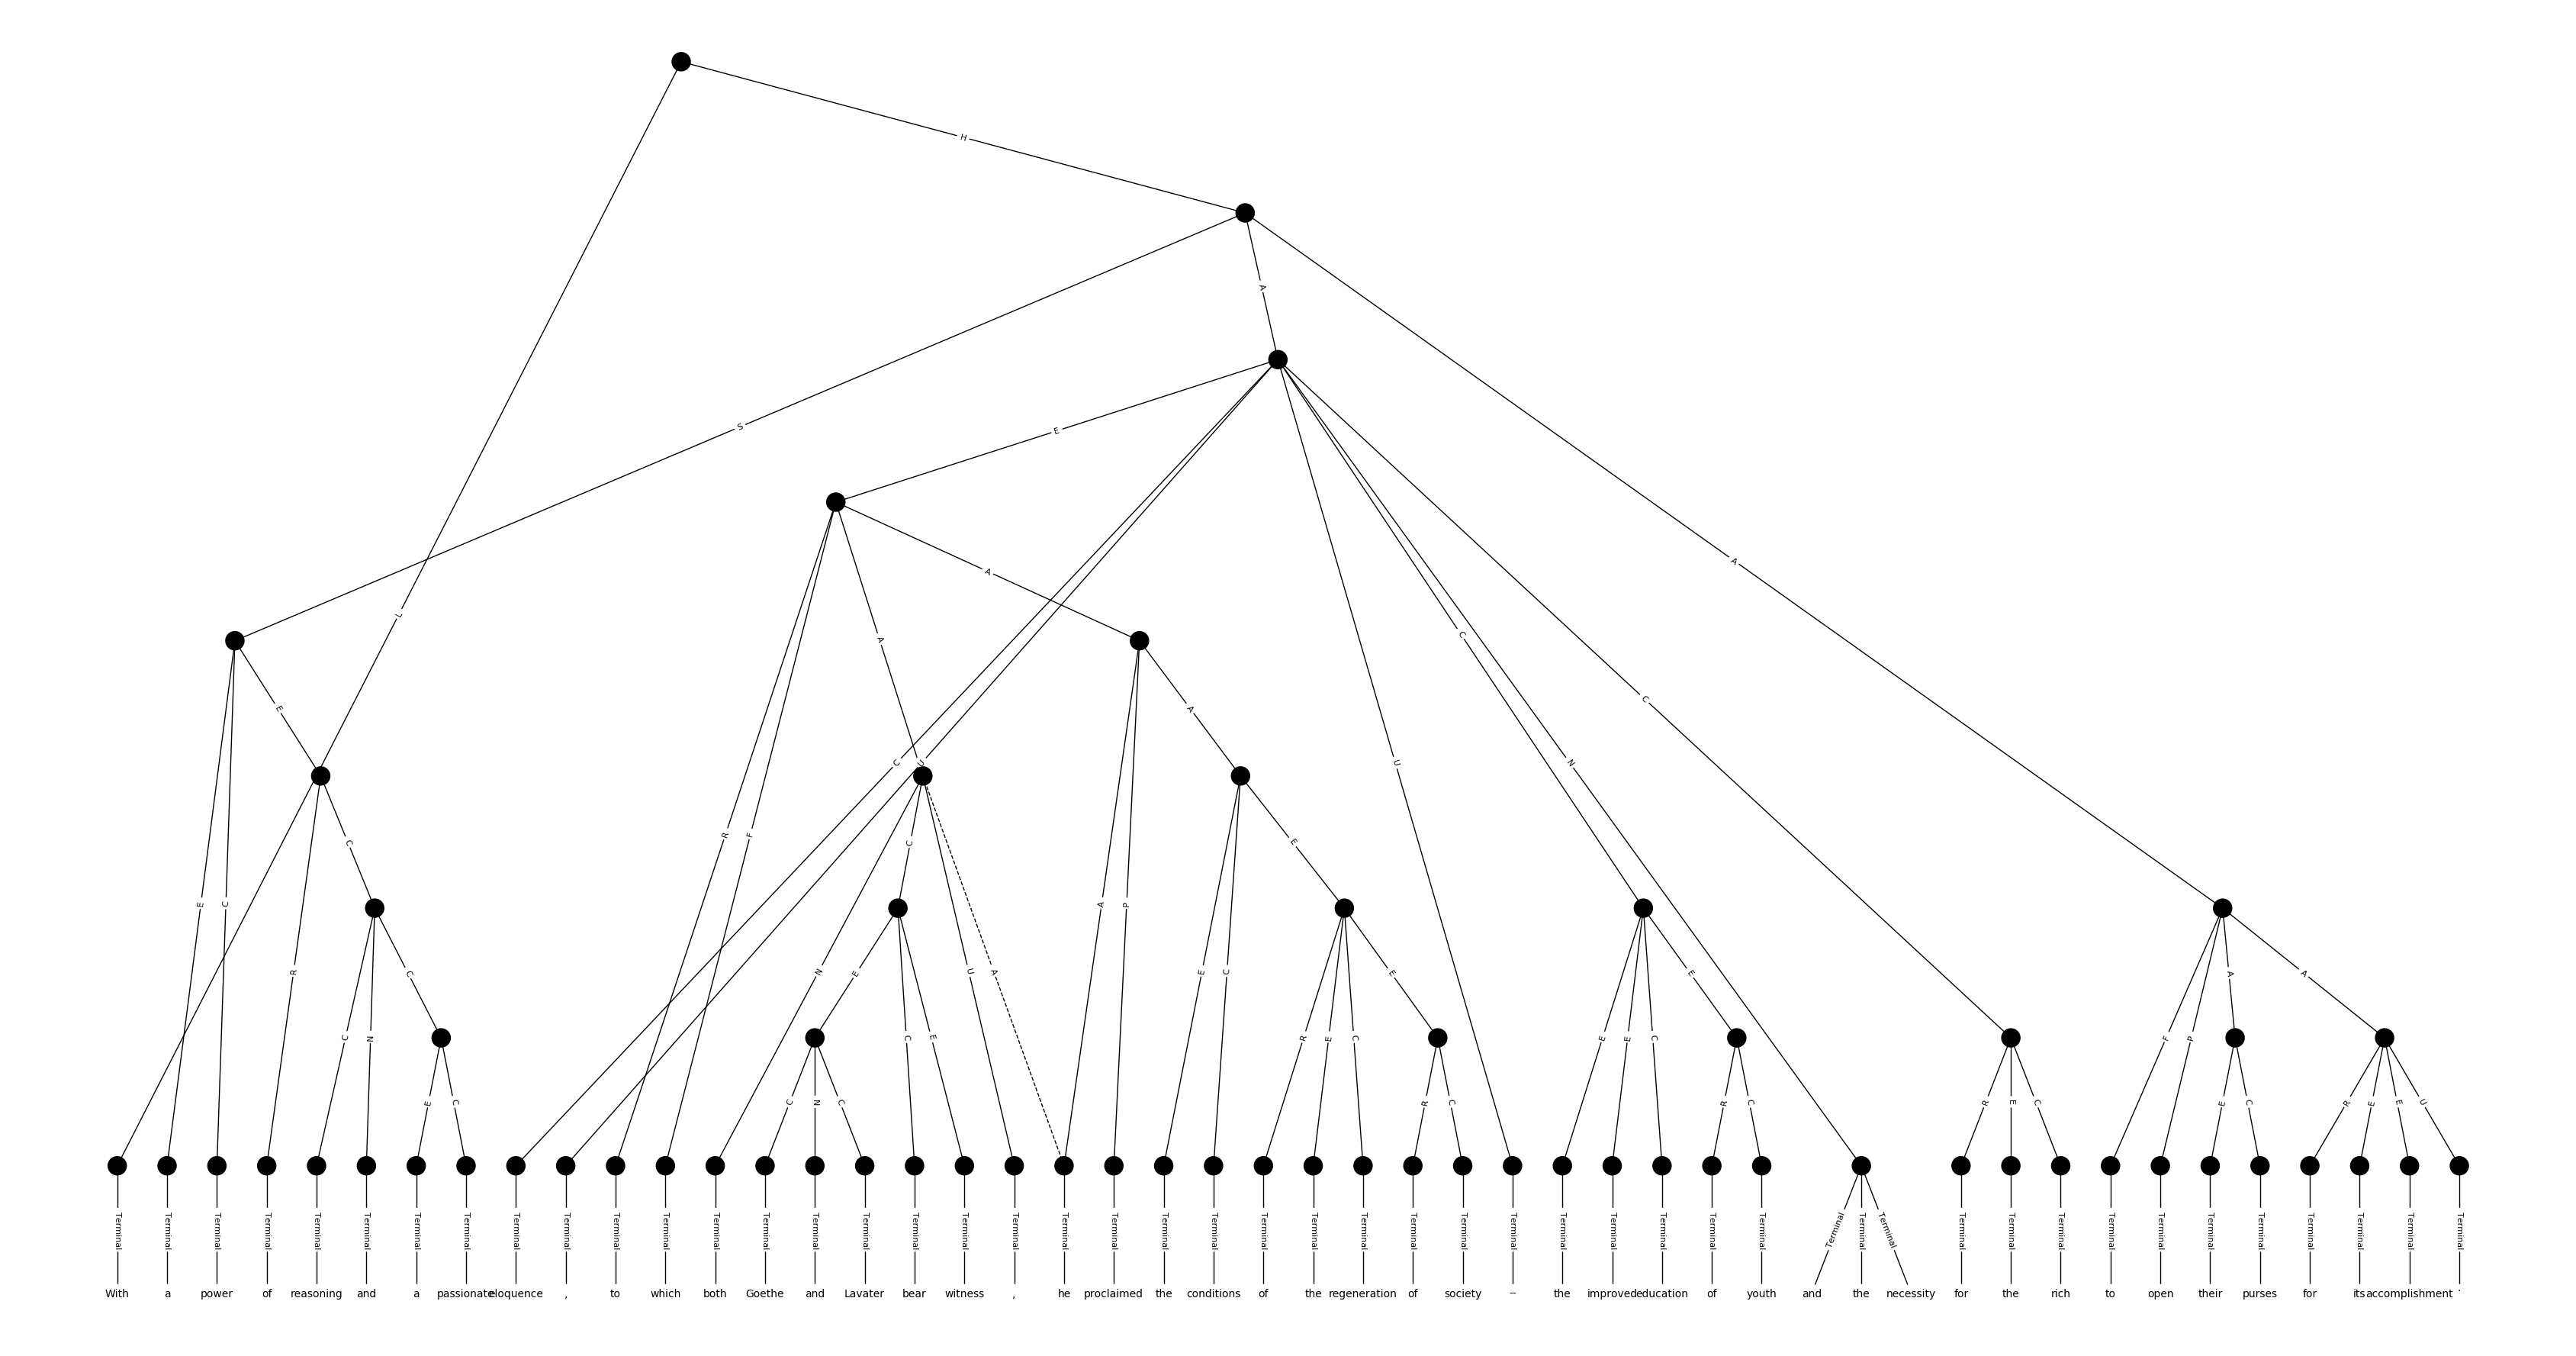 H
A
S
E
A
L
A
E
A
C
U
C
U
N
C
R
F
C
E
C
A
P
E
N
E
U
A
E
C
R
C
E
C
E
A
A
C
N
C
E
R
E
C
E
E
C
F
P
E
C
C
N
C
R
C
R
C
R
E
C
E
C
R
E
E
U
Terminal Terminal Terminal Terminal Terminal Terminal Terminal Terminal Terminal Terminal Terminal Terminal Terminal Terminal Terminal Terminal Terminal Terminal Terminal Terminal Terminal Terminal Terminal Terminal Terminal Terminal Terminal Terminal Terminal Terminal Terminal Terminal Terminal Terminal Terminal Terminal Terminal Terminal Terminal Terminal Terminal Terminal Terminal Terminal Terminal Terminal Terminal Terminal
With a power of reasoning and a passionate eloquence , to which both Goethe and Lavater bear witness , he proclaimed the conditions of the regeneration of society -- the improved education of youth and the necessity for the rich to open their purses for its accomplishment .